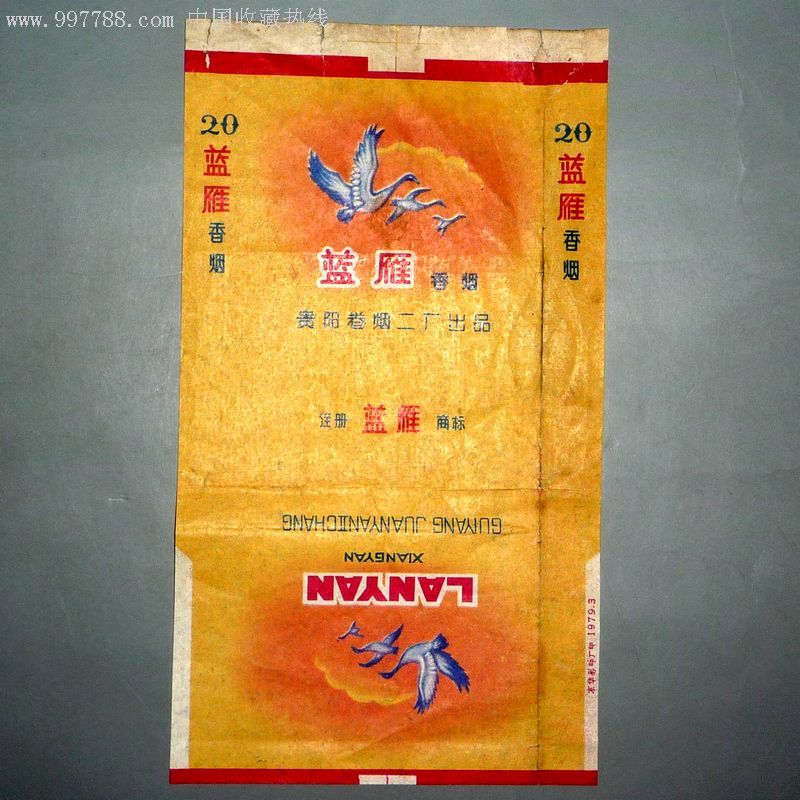 www.997788.com 中国收藏热线
20
蓝雁
香烟
20
蓝雁
香烟
蓝雁 香烟
贵阳卷烟二厂出品
注册 蓝雁 商标
GUIYANG JUANYANIICHANG
XIANGYAN
LANYAN
1979.3